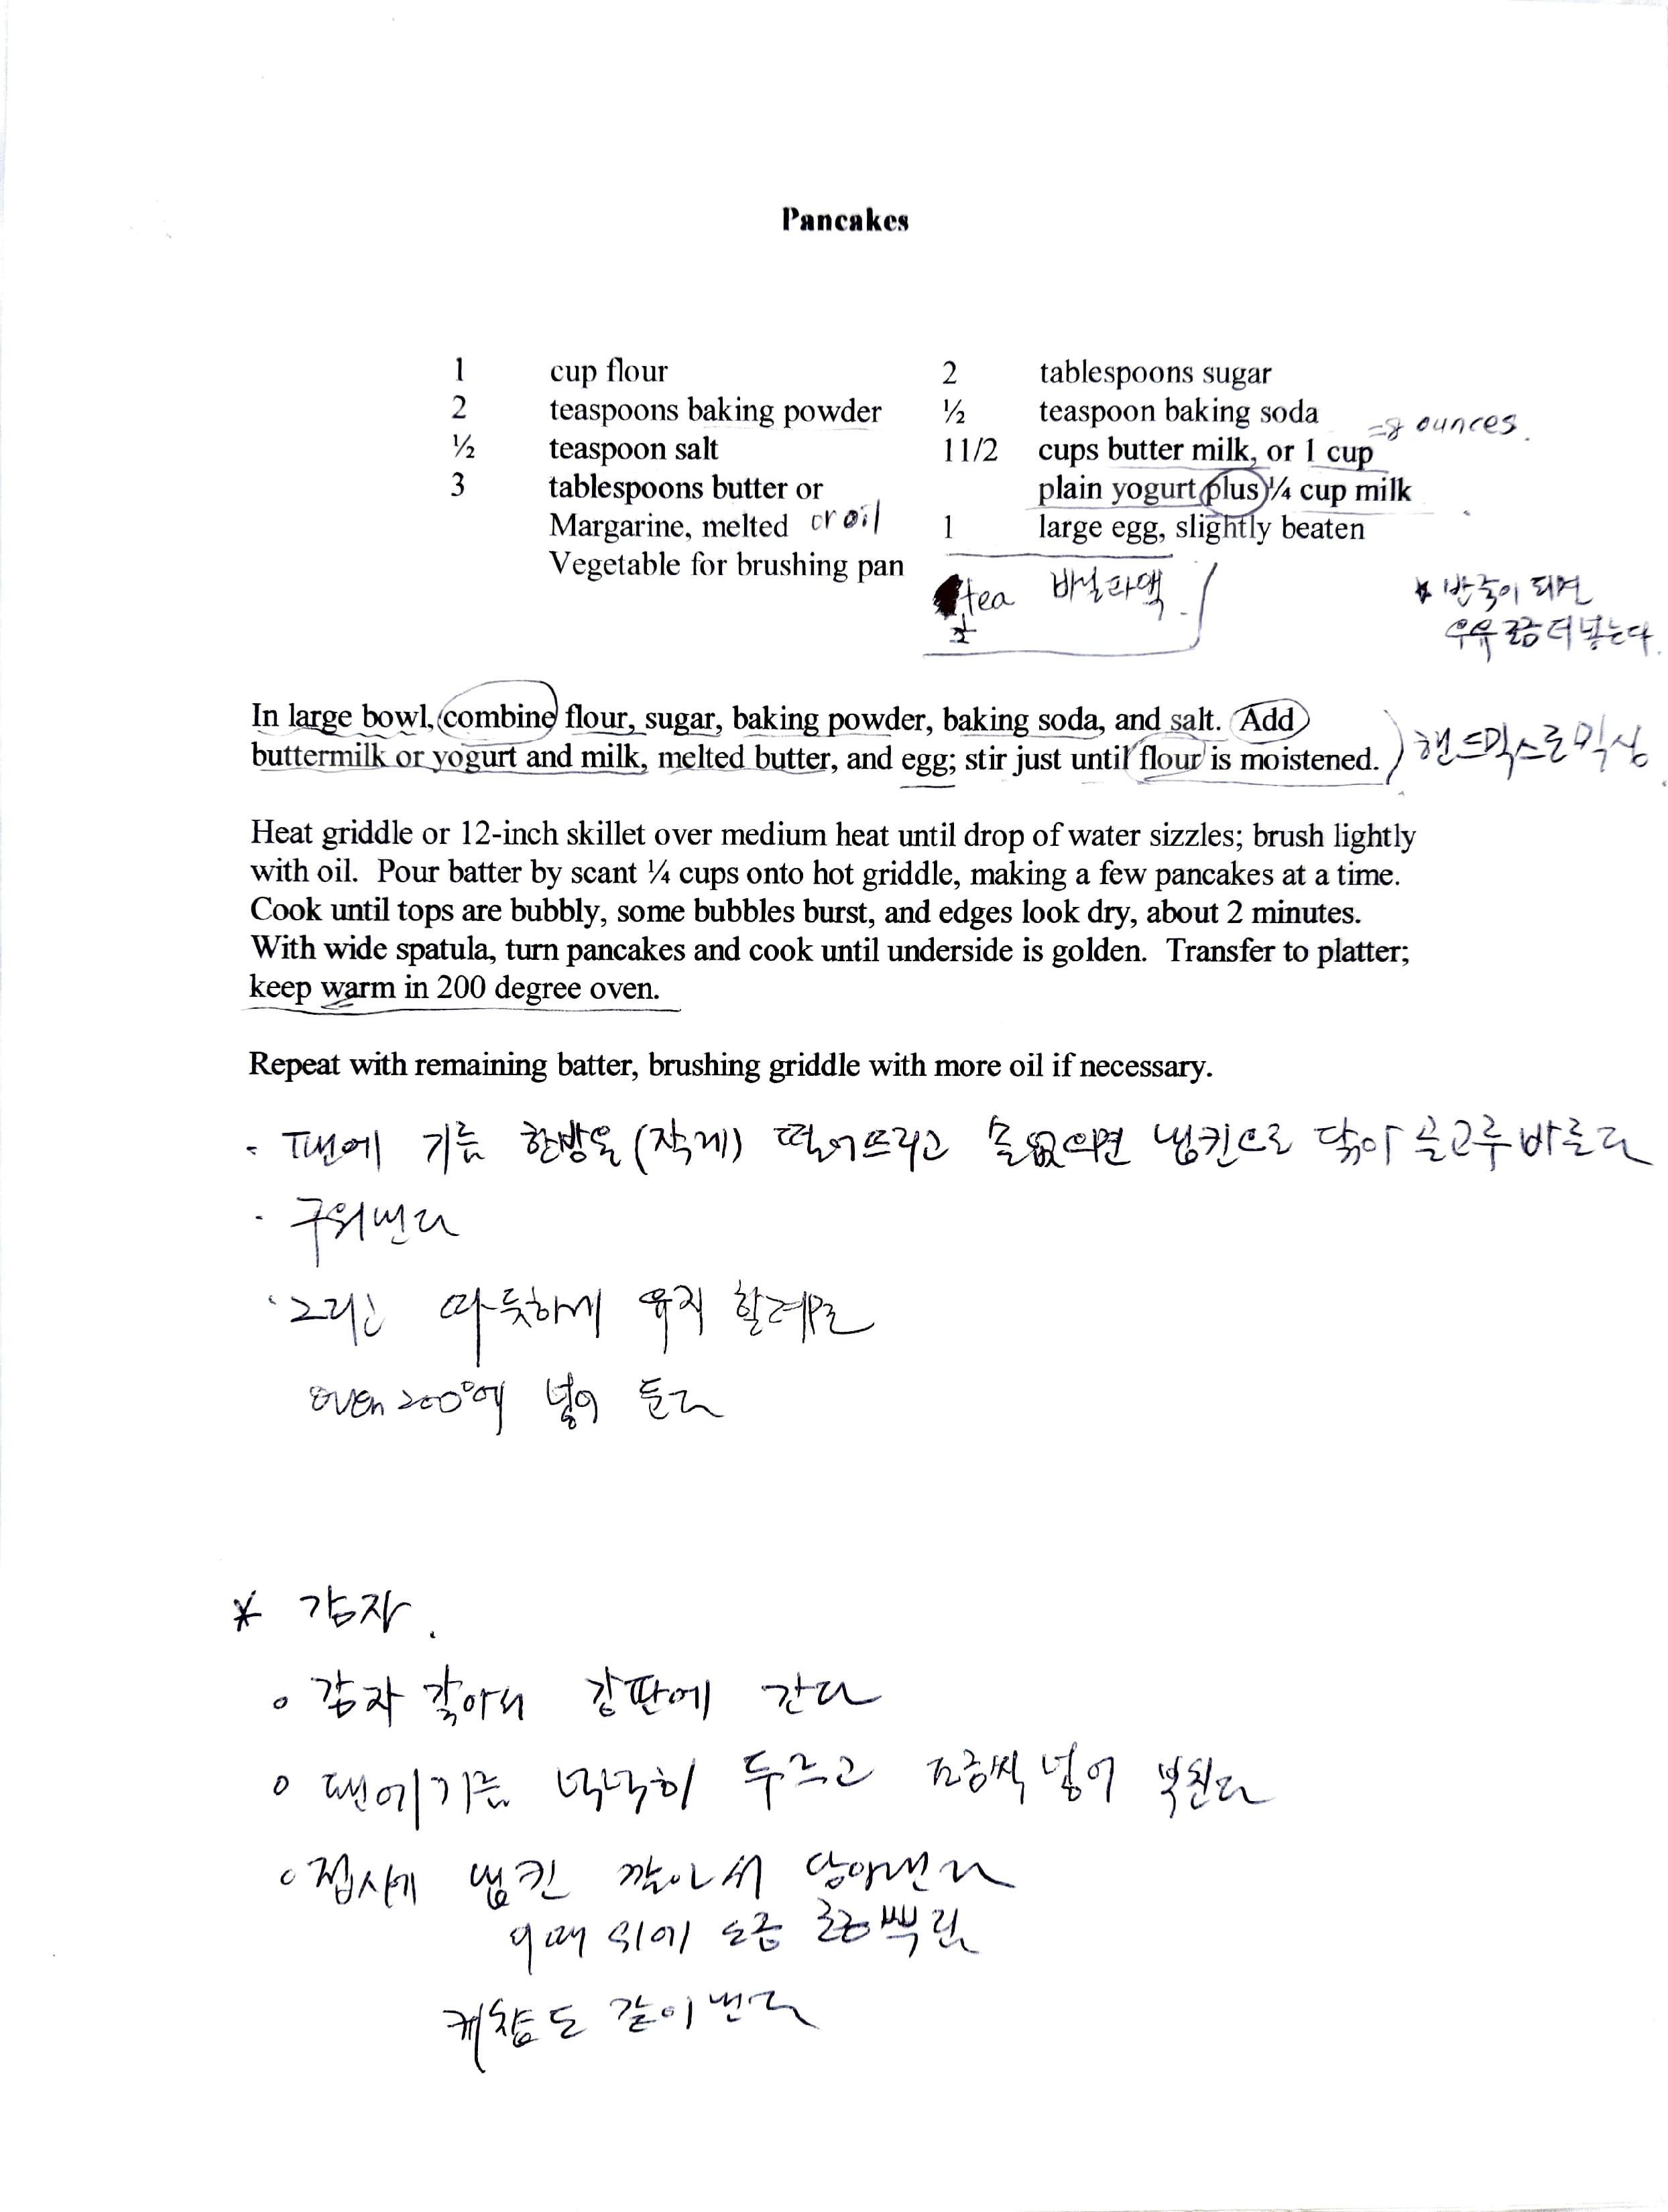 Pancakes
1 cup flour 2 tablespoons sugar
2 teaspoons baking powder ½ teaspoon baking soda
=8 ounces.
½ teaspoon salt 11/2 cups butter milk, or 1 cup
3 tablespoons butter or plain yogurt plus ¼ cup milk
Margarine, melted or oil 1 large egg, slightly beaten
Vegetable for brushing pan
tea 바닐라액.
* 반죽이 되면
우유 조금 더 넣는다.
In large bowl, combine flour, sugar, baking powder, baking soda, and salt. Add
buttermilk or yogurt and milk, melted butter, and egg; stir just until flour is moistened.
핸드믹스로 믹싱
Heat griddle or 12-inch skillet over medium heat until drop of water sizzles; brush lightly
with oil. Pour batter by scant ¼ cups onto hot griddle, making a few pancakes at a time.
Cook until tops are bubbly, some bubbles burst, and edges look dry, about 2 minutes.
With wide spatula, turn pancakes and cook until underside is golden. Transfer to platter;
keep warm in 200 degree oven.
Repeat with remaining batter, brushing griddle with more oil if necessary.
- 팬에 기름 한방울 (작게) 떨어뜨리고 솔없으면 냅킨으로 닦아 골고루 바른다
· 구워낸다
· 따듯하게 유지 할려면
oven 200°에 넣어 둔다
* 감자.
○ 감자 강판에 간다
○ 팬에 기름 넉넉히 두르고 조금씩 넣어 부친다
○ 접시에 냅킨 깔아서 담아낸다
이때 위에 소금 조금 뿌림
케찹도 같이 낸다